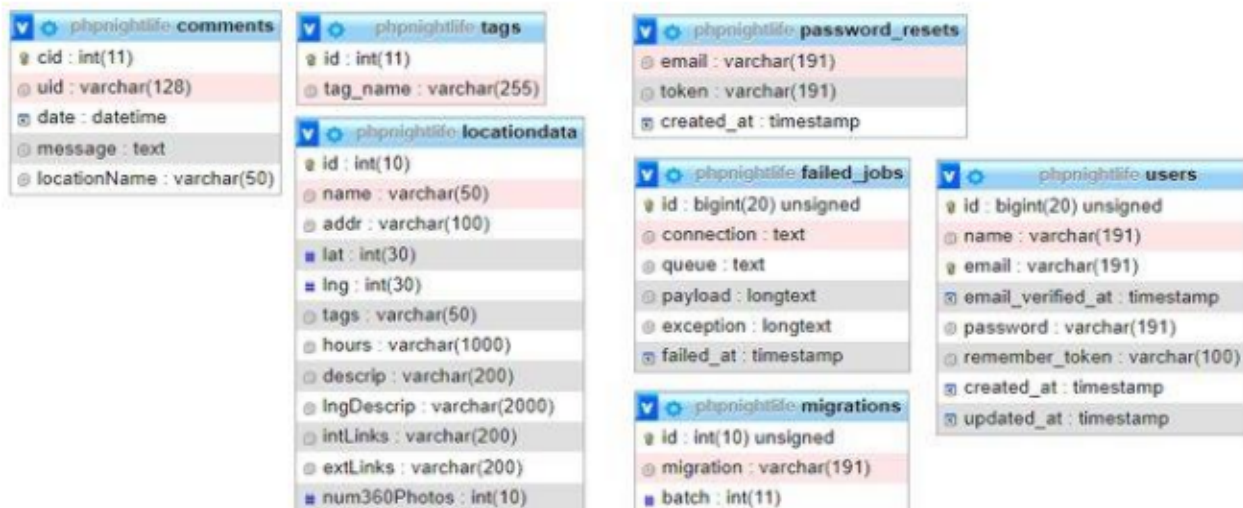 phpnightlife comments
cid : int(11)
uid : varchar(128)
date : datetime
message : text
locationName : varchar(50)
phpnightlife tags
id : int(11)
tag_name : varchar(255)
phpnightlife locationdata
id : int(10)
name : varchar(50)
addr : varchar(100)
lat : int(30)
lng : int(30)
tags : varchar(50)
hours : varchar(1000)
descrip : varchar(200)
lngDescrip : varchar(2000)
intLinks : varchar(200)
extLinks : varchar(200)
num360Photos : int(10)
phpnightlife password_resets
email : varchar(191)
token : varchar(191)
created_at : timestamp
phpnightlife failed_jobs
id : bigint(20) unsigned
connection : text
queue : text
payload : longtext
exception : longtext
failed_at : timestamp
phpnightlife migrations
id : int(10) unsigned
migration : varchar(191)
batch : int(11)
phpnightlife users
id : bigint(20) unsigned
name : varchar(191)
email : varchar(191)
email_verified_at : timestamp
password : varchar(191)
remember_token : varchar(100)
created_at : timestamp
updated_at : timestamp